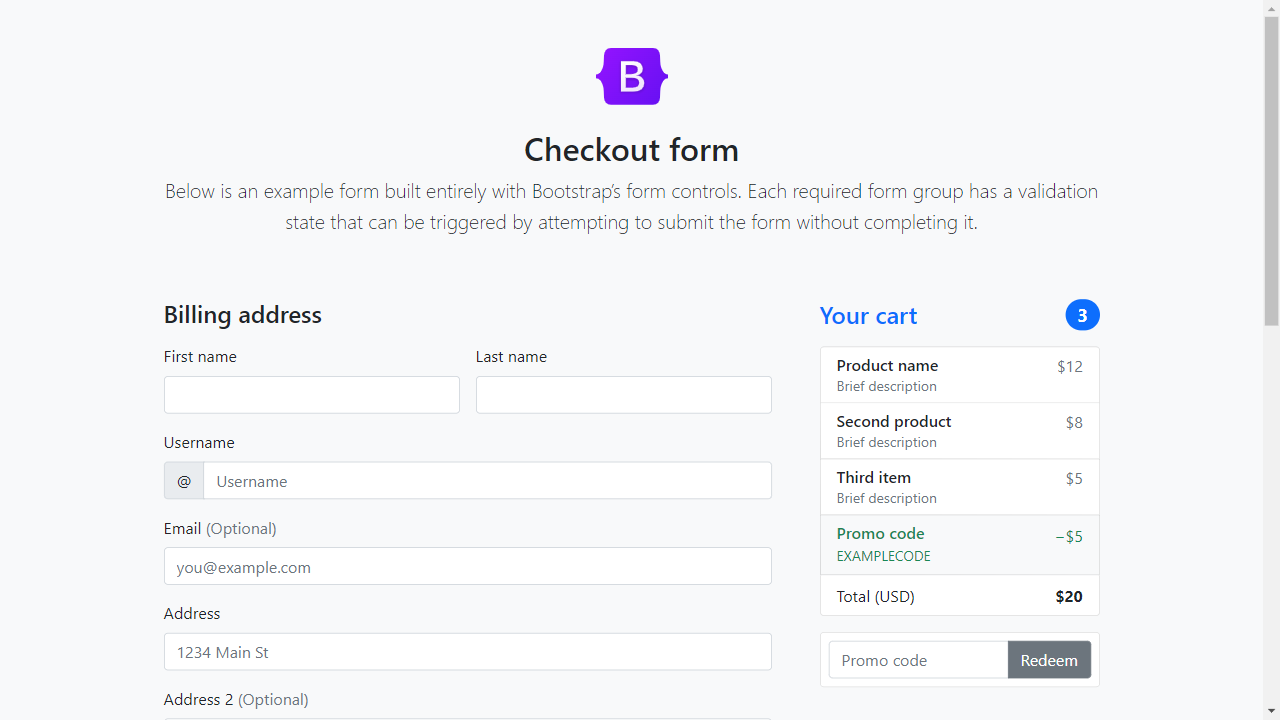 B
Checkout form
Below is an example form built entirely with Bootstrap’s form controls. Each required form group has a validation
state that can be triggered by attempting to submit the form without completing it.
Billing address
First name
Last name
Username
@ Username
Email (Optional)
you@example.com
Address
1234 Main St
Address 2 (Optional)
Your cart 3
Product name $12
Brief description
Second product $8
Brief description
Third item $5
Brief description
Promo code −$5
EXAMPLECODE
Total (USD) $20
Promo code Redeem